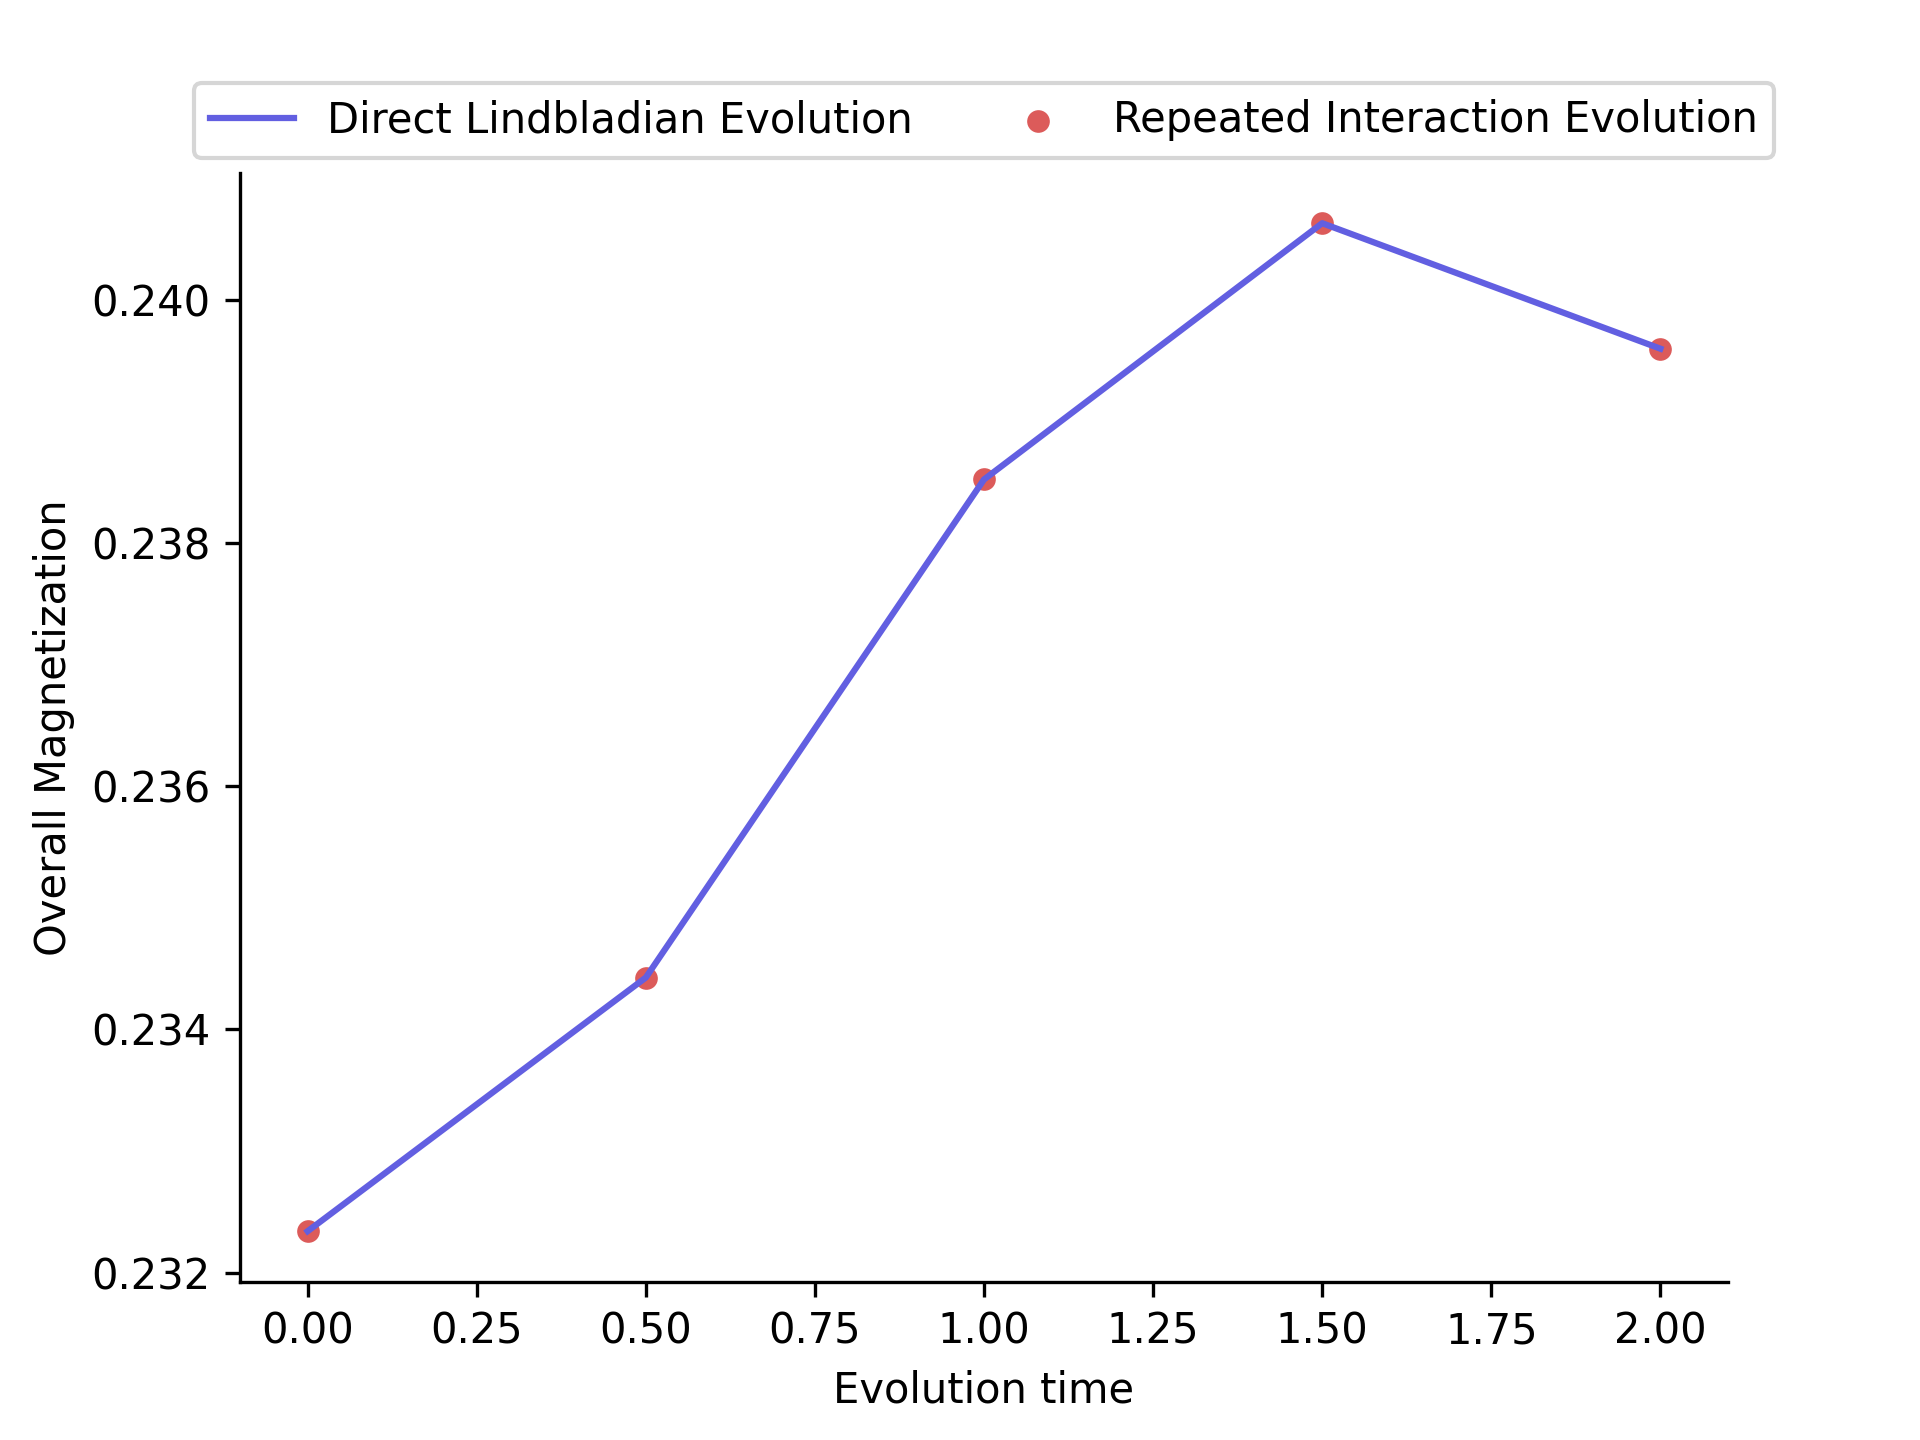 Direct Lindbladian Evolution
Repeated Interaction Evolution
Overall Magnetization
0.240
0.238
0.236
0.234
0.232
0.00 0.25 0.50 0.75 1.00 1.25 1.50 1.75 2.00
Evolution time